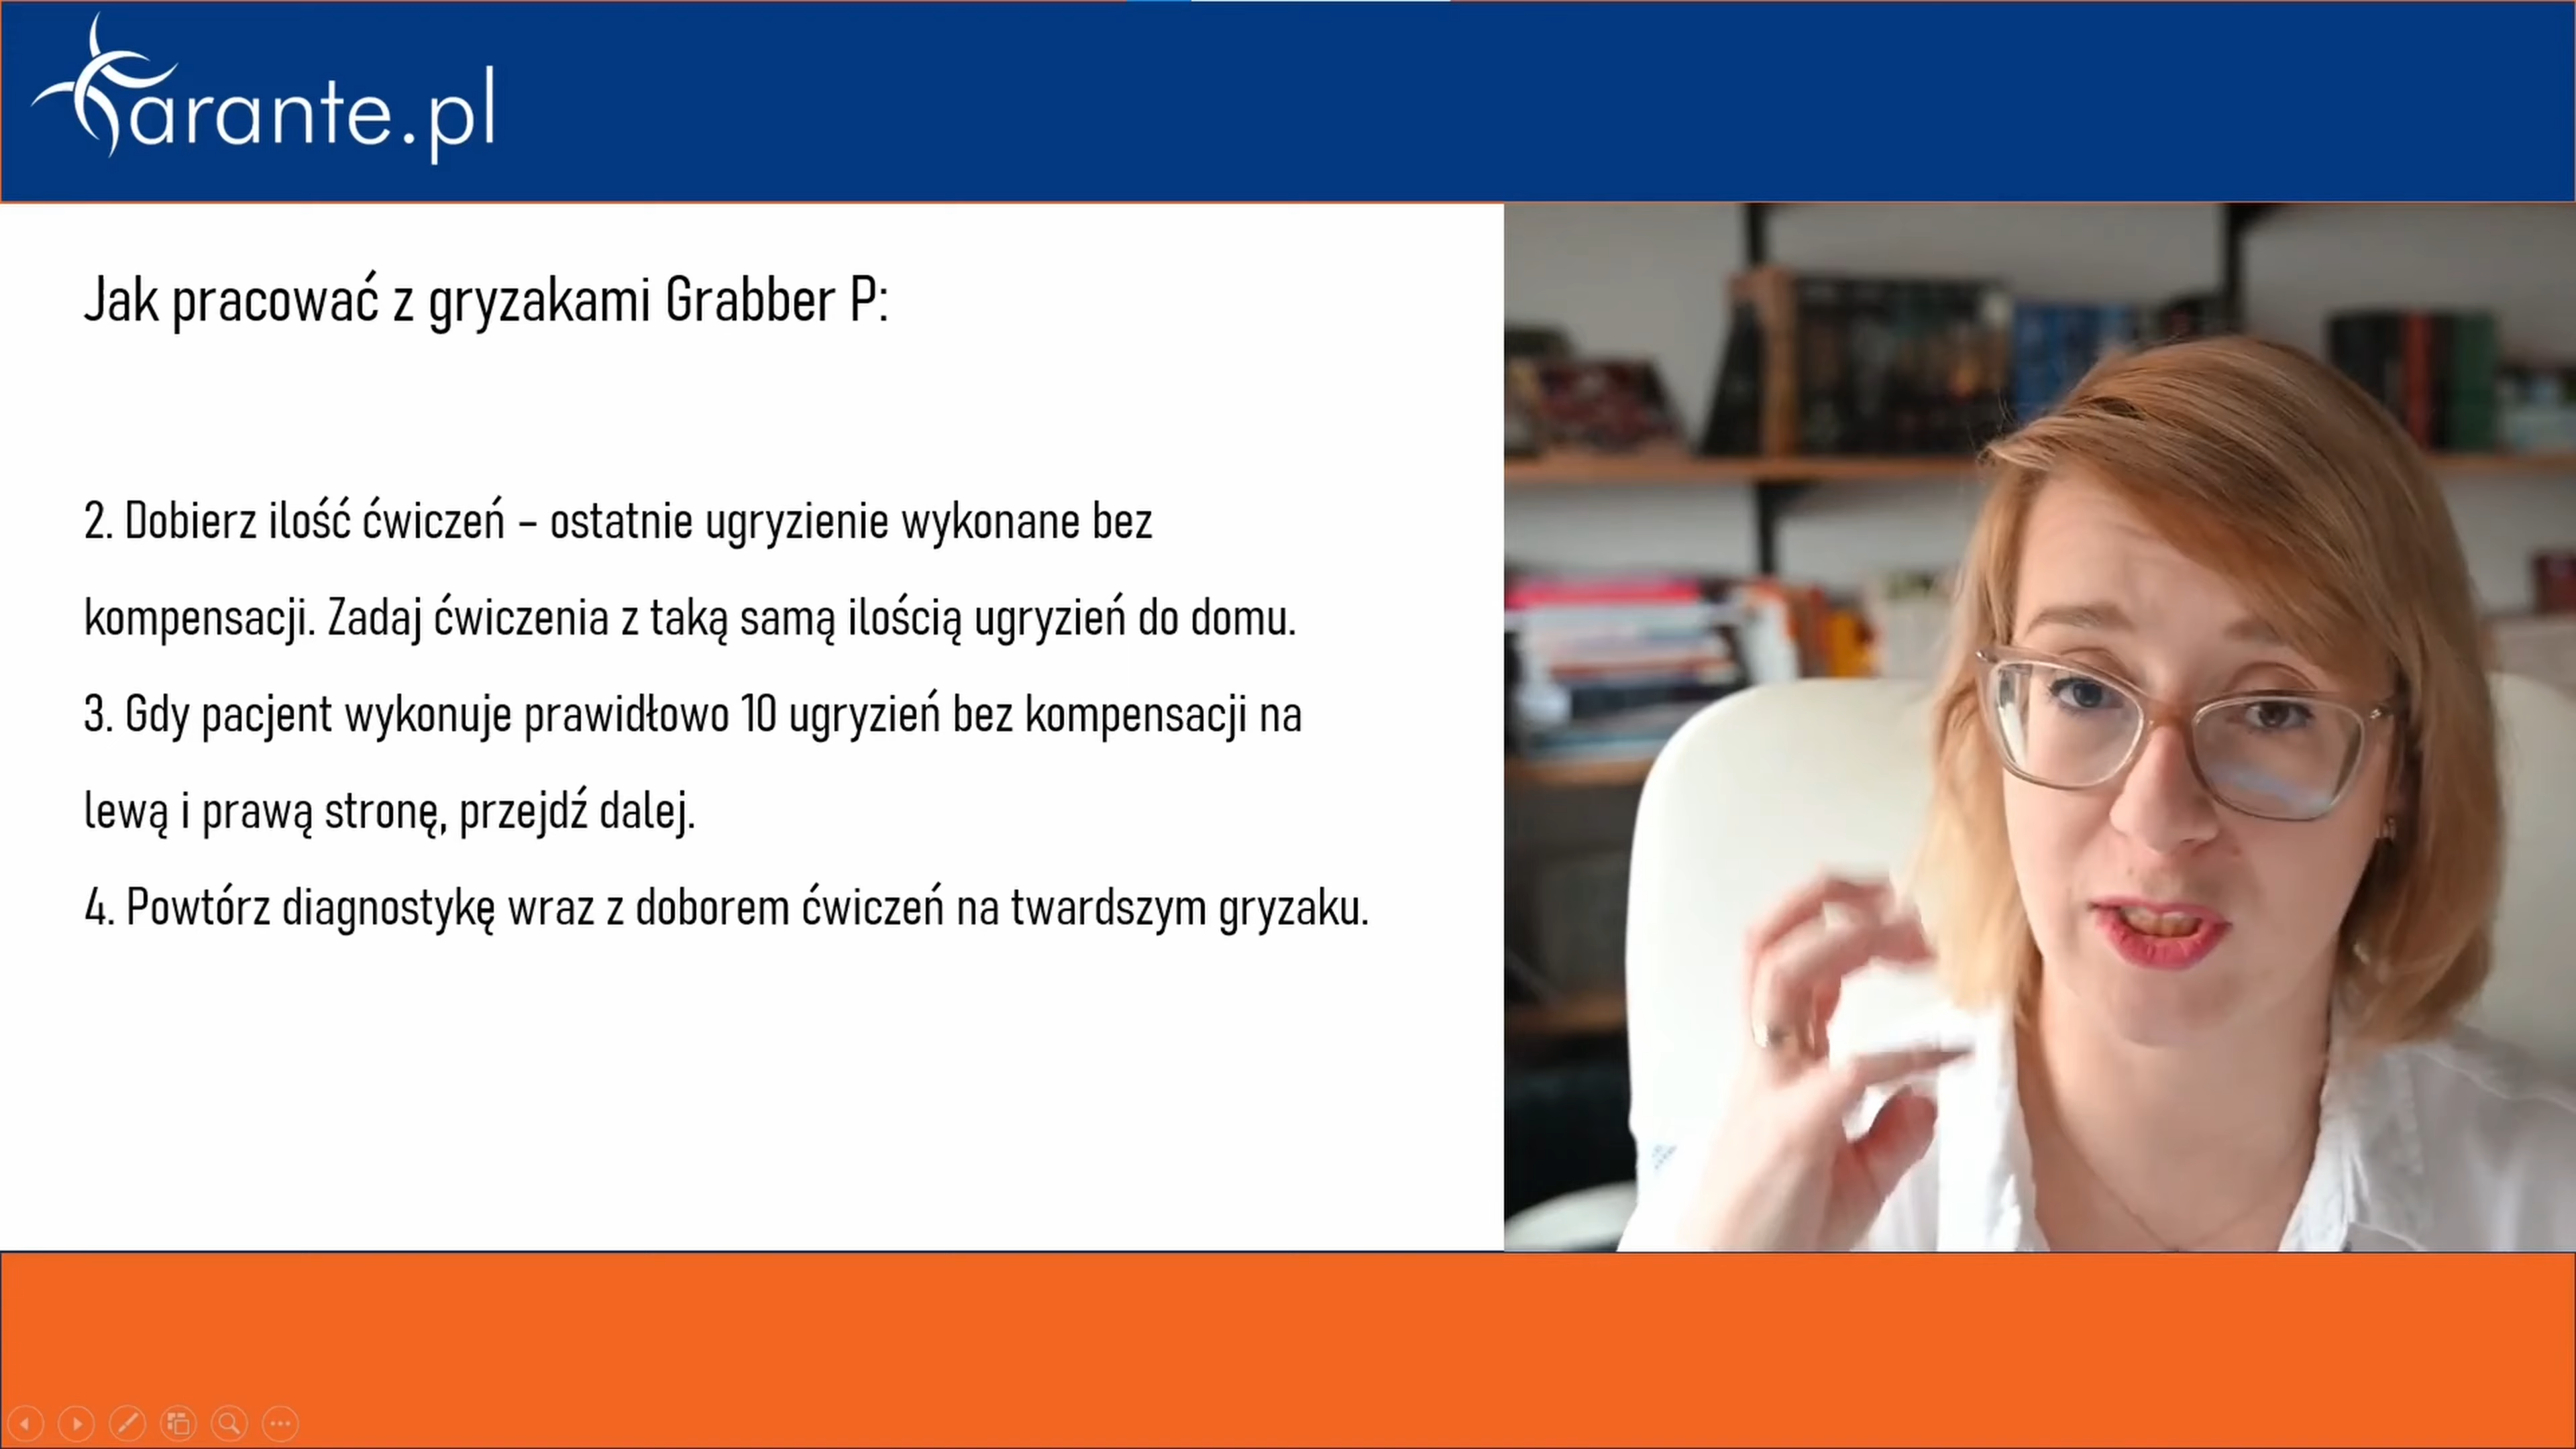 arante.pl
Jak pracować z gryzakami Grabber P:
2. Dobierz ilość ćwiczeń – ostatnie ugryzienie wykonane bez
kompensacji. Zadaj ćwiczenia z taką samą ilością ugryzień do domu.
3. Gdy pacjent wykonuje prawidłowo 10 ugryzień bez kompensacji na
lewą i prawą stronę, przejdź dalej.
4. Powtórz diagnostykę wraz z doborem ćwiczeń na twardszym gryzaku.